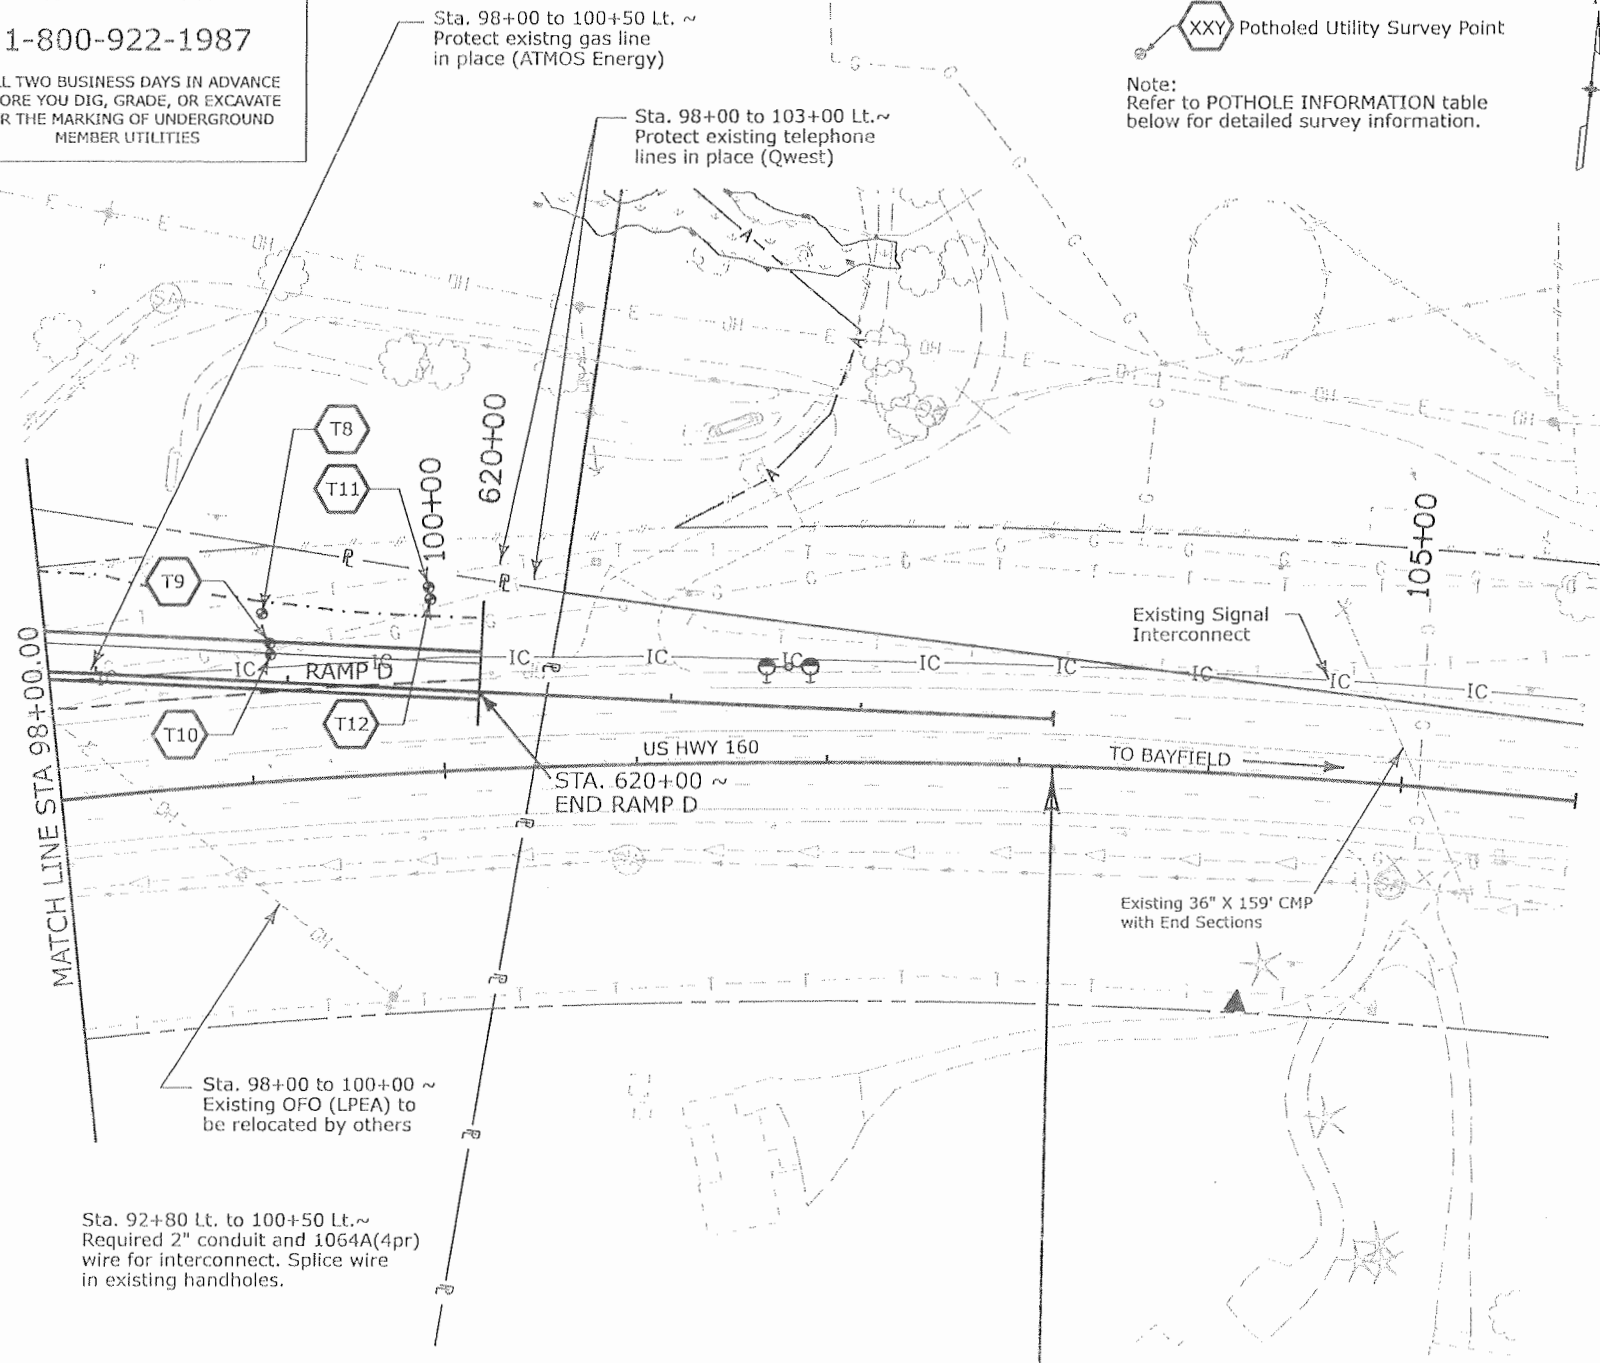 1-800-922-1987
L TWO BUSINESS DAYS IN ADVANCE
ORE YOU DIG, GRADE, OR EXCAVATE
R THE MARKING OF UNDERGROUND
MEMBER UTILITIES
Sta. 98+00 to 100+50 Lt. ~
Protect existng gas line
in place (ATMOS Energy)
Sta. 98+00 to 103+00 Lt.~
Protect existing telephone
lines in place (Qwest)
XXY Potholed Utility Survey Point
Note:
Refer to POTHOLE INFORMATION table
below for detailed survey information.
T8
T11
T9
T10
T12
100+00
620+00
105+00
MATCH LINE STA 98+00.00
RAMP D
IC
IC
IC
IC
IC
IC
IC
IC
IC
IC
Existing Signal
Interconnect
US HWY 160
TO BAYFIELD
STA. 620+00 ~
END RAMP D
Existing 36" X 159' CMP
with End Sections
Sta. 98+00 to 100+00 ~
Existing OFO (LPEA) to
be relocated by others
Sta. 92+80 Lt. to 100+50 Lt.~
Required 2" conduit and 1064A(4pr)
wire for interconnect. Splice wire
in existing handholes.